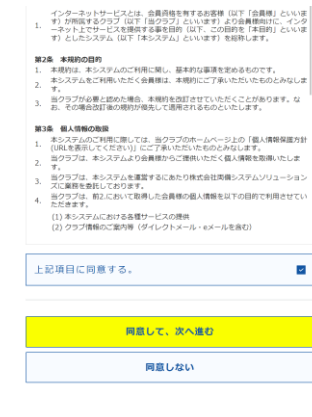 インターネットサービスとは、会員資格を有するお客様（以下「会員様」といいま
1. す）が所属するクラブ（以下「当クラブ」といいます）より会員様向けに、インタ
ーネット上でサービスを提供する事を目的（以下、この目的を「本目的」といいま
す）としたシステム（以下「本システム」といいます）を総称します。
第2条 本規約の目的
1. 本規約は、本システムのご利用に関し、基本的な事項を定めるものです。
2. 本システムをご利用いただく会員様は、本規約にご了承いただいたものとみなしま
す。
3. 当クラブが必要と認めた場合、本規約を改訂させていただくことがあります。な
お、その場合改訂後の規約が優先して適用されるものといたします。
第3条 個人情報の取扱
1. 本システムのご利用に際しては、当クラブのホームページ上の「個人情報保護方針
(URLを表示してください)」にご了承いただいたものとみなします。
2. 当クラブは、本システムより会員様からご提供いただく個人情報を取得いたしま
す。
3. 当クラブは、本システムを運営するにあたり株式会社両備システムソリューション
ズに業務を委託しております。
4. 当クラブは、前2.において取得した会員様の個人情報を以下の目的で利用させてい
ただきます。
(1) 本システムにおける各種サービスの提供
(2) クラブ情報のご案内等（ダイレクトメール・eメールを含む）
上記項目に同意する。
同意して、次へ進む
同意しない